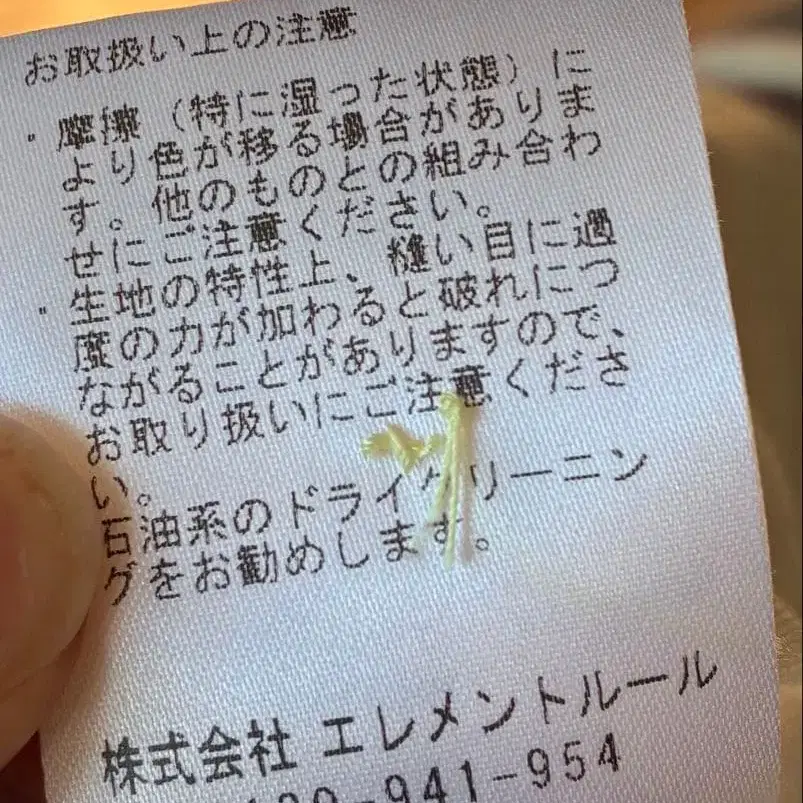 お取扱い上の注意
・摩擦（特に湿った状態）に
より色が移る場合がありま
す。他のものとの組み合わ
せにご注意ください。
・生地の特性上、縫い目に過
度の力が加わると破れにつ
ながることがありますので、
お取り扱いにご注意くださ
い。
石油系のドライクリーニン
グをお勧めします。
株式会社 エレメントルール
-941-954